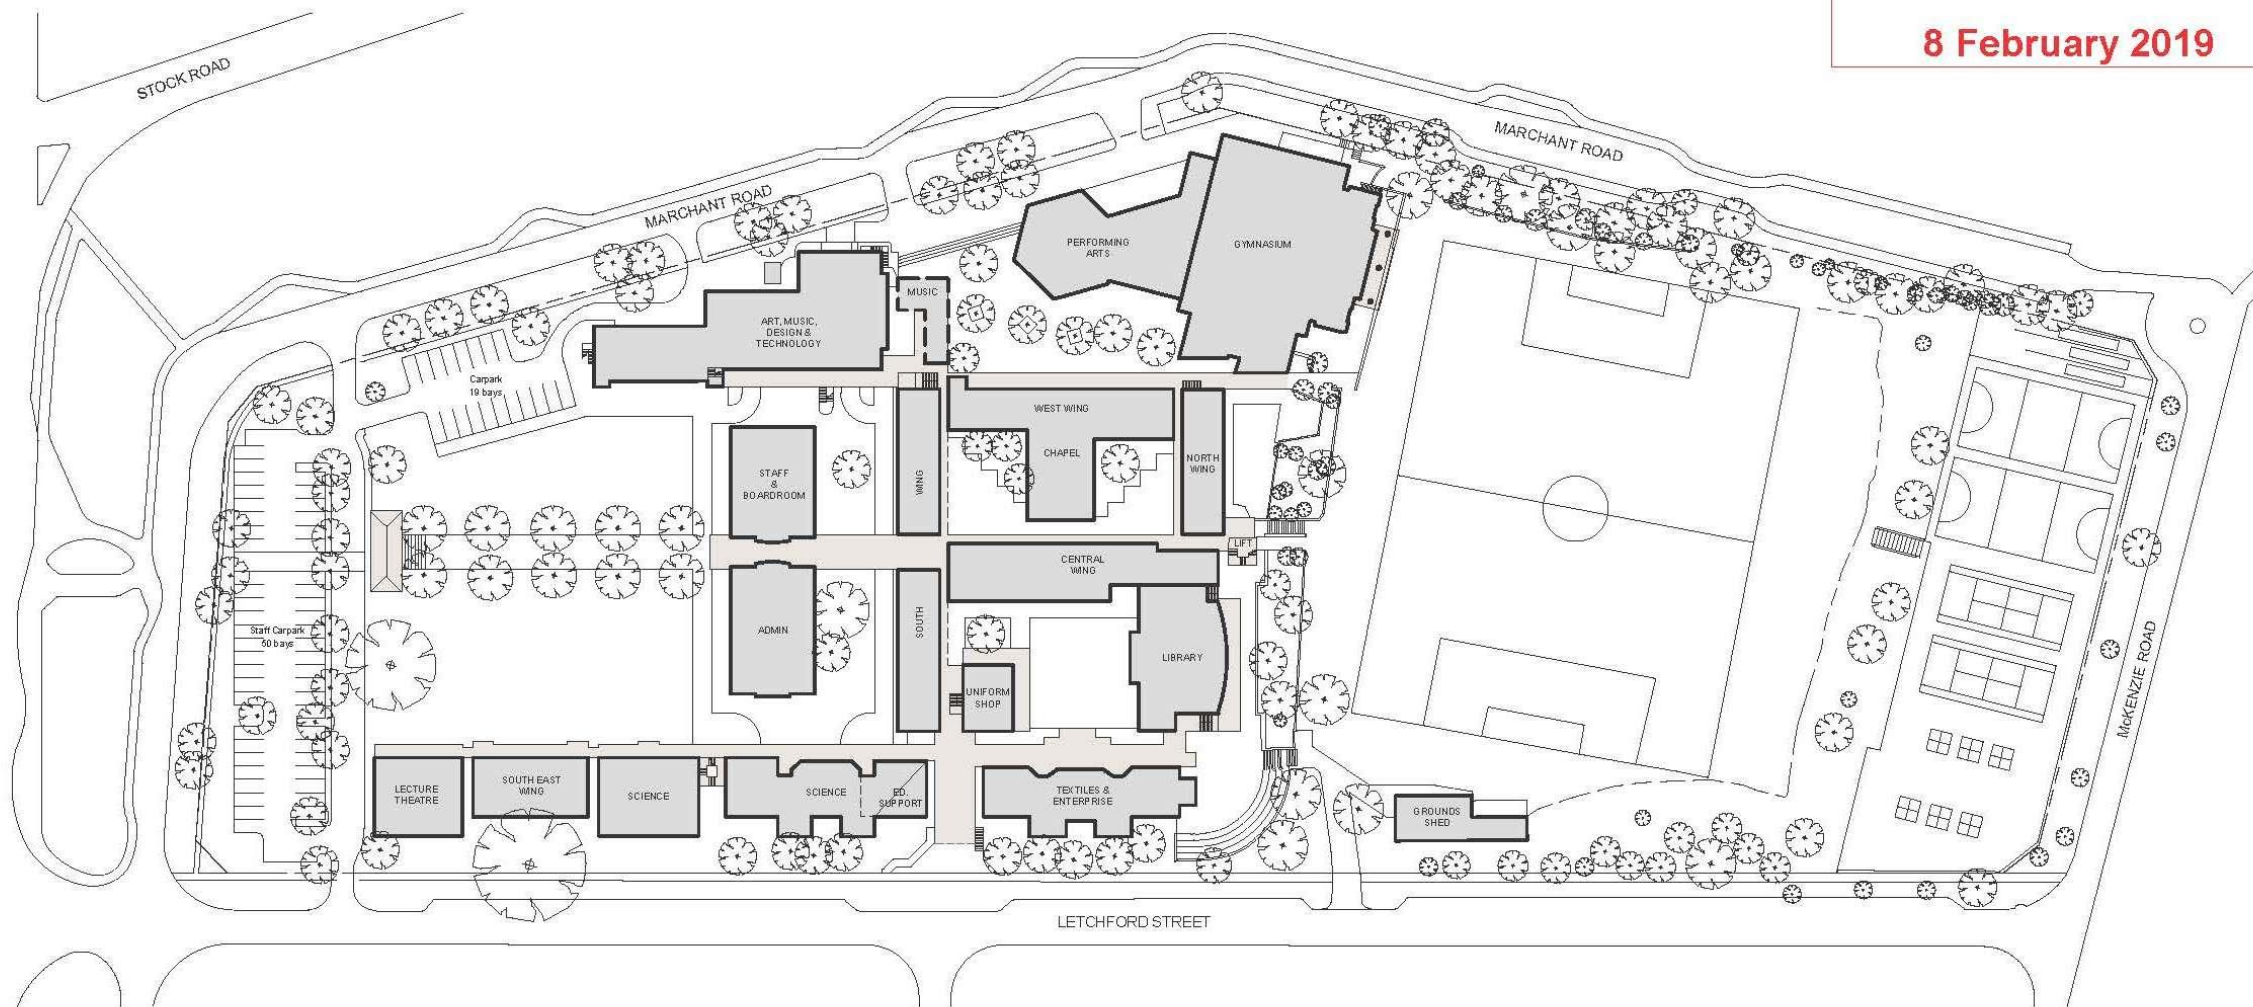 8 February 2019
STOCK ROAD
MARCHANT ROAD
MARCHANT ROAD
PERFORMING
ARTS
GYMNASIUM
MUSIC
ART, MUSIC,
DESIGN &
TECHNOLOGY
Carpark
19 bays
WEST WING
CHAPEL
NORTH
WING
WING
STAFF
&
BOARDROOM
LIFT
CENTRAL
WING
SOUTH
ADMIN
Staff Carpark
50 bays
LIBRARY
UNIFORM
SHOP
McKENZIE ROAD
LECTURE
THEATRE
SOUTH EAST
WING
SCIENCE
SCIENCE
ED.
SUPPORT
TEXTILES &
ENTERPRISE
GROUNDS
SHED
LETCHFORD STREET